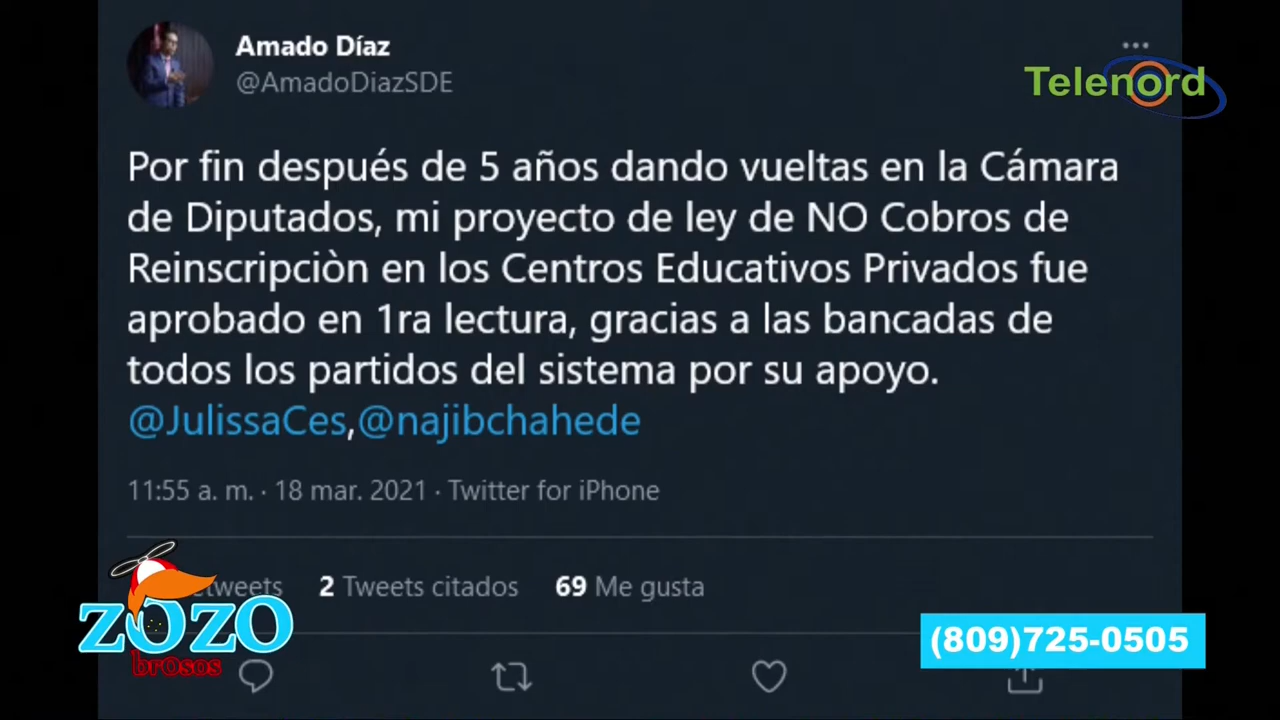 Amado Díaz
@AmadoDiazSDE
Telenord
Por fin después de 5 años dando vueltas en la Cámara
de Diputados, mi proyecto de ley de NO Cobros de
Reinscripciòn en los Centros Educativos Privados fue
aprobado en 1ra lectura, gracias a las bancadas de
todos los partidos del sistema por su apoyo.
@JulissaCes,@najibchahede
11:55 a. m. · 18 mar. 2021 · Twitter for iPhone
2 Tweets citados 69 Me gusta
zozo
brosos
(809)725-0505